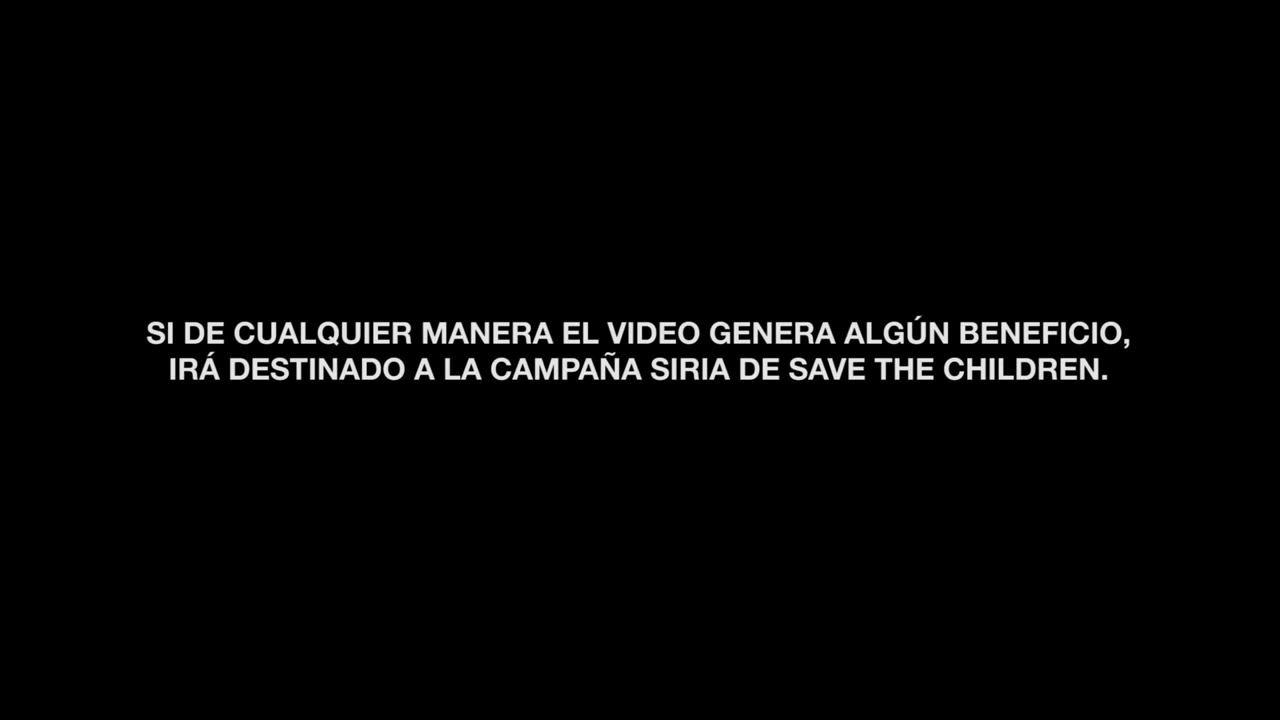 SI DE CUALQUIER MANERA EL VIDEO GENERA ALGÚN BENEFICIO,
IRÁ DESTINADO A LA CAMPAÑA SIRIA DE SAVE THE CHILDREN.